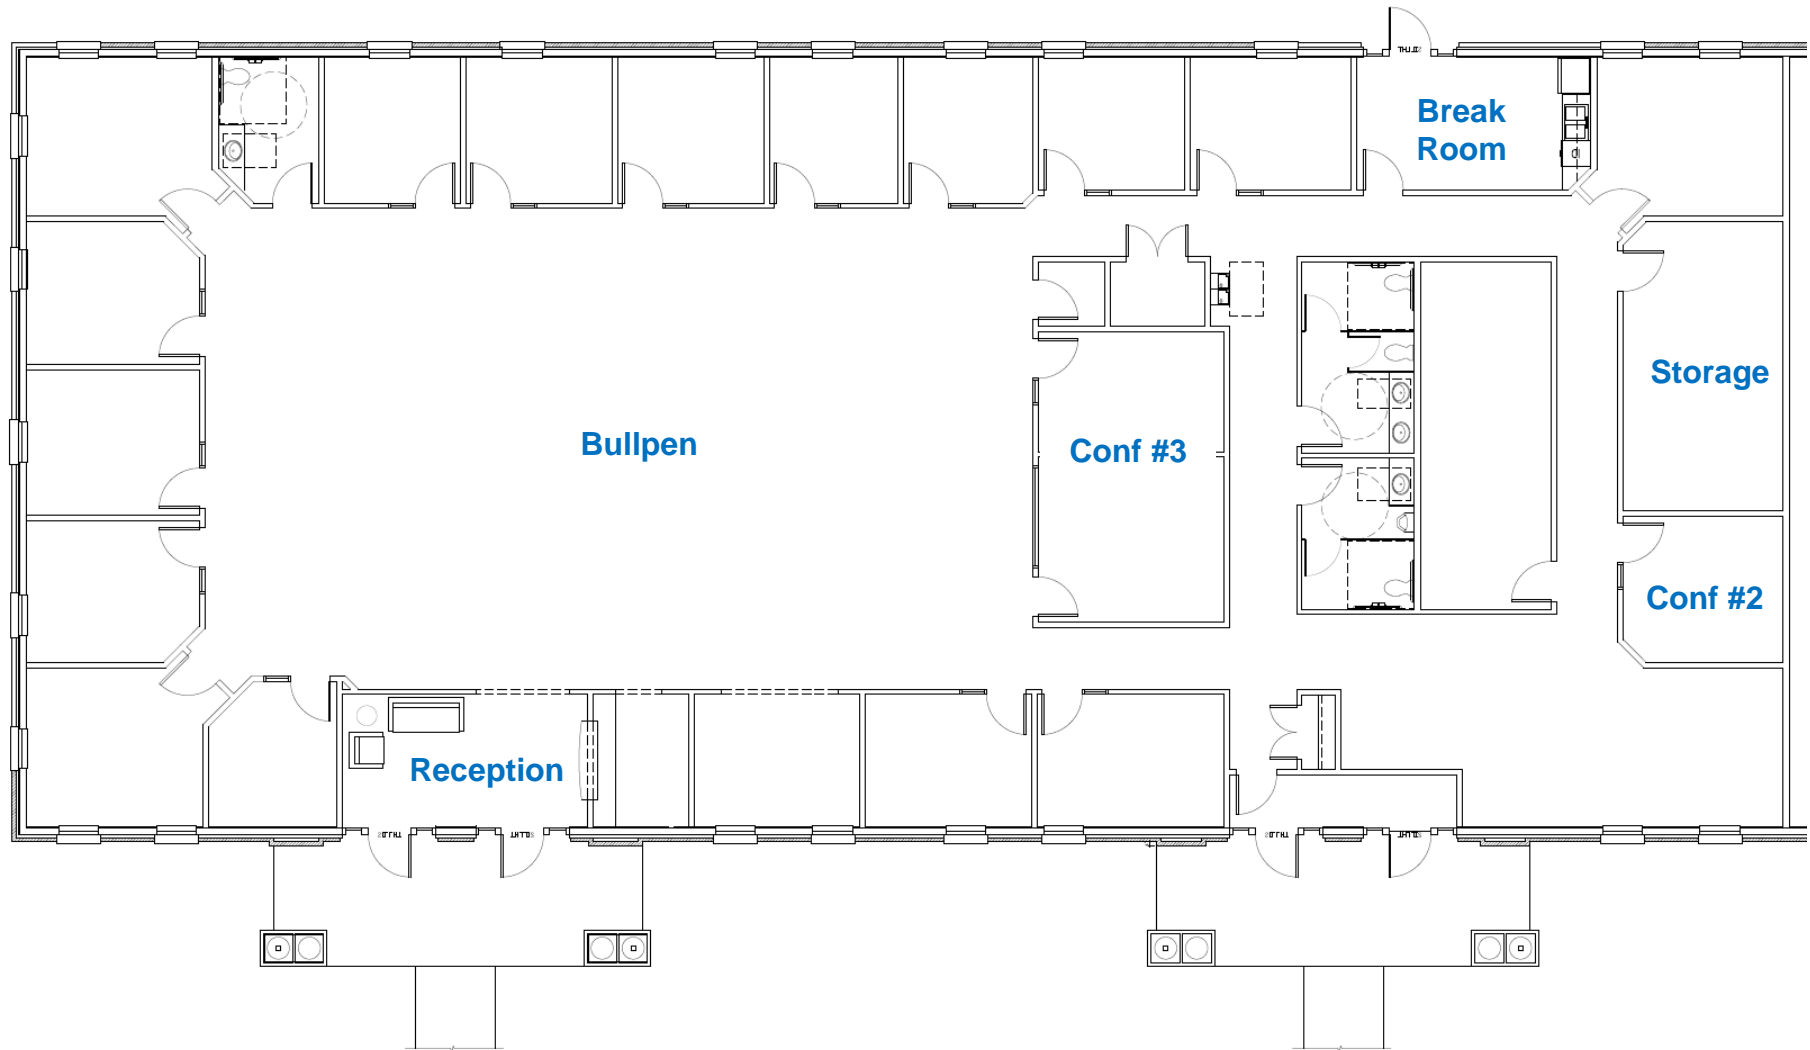 Break
Room
Storage
Bullpen
Conf #3
Conf #2
Reception